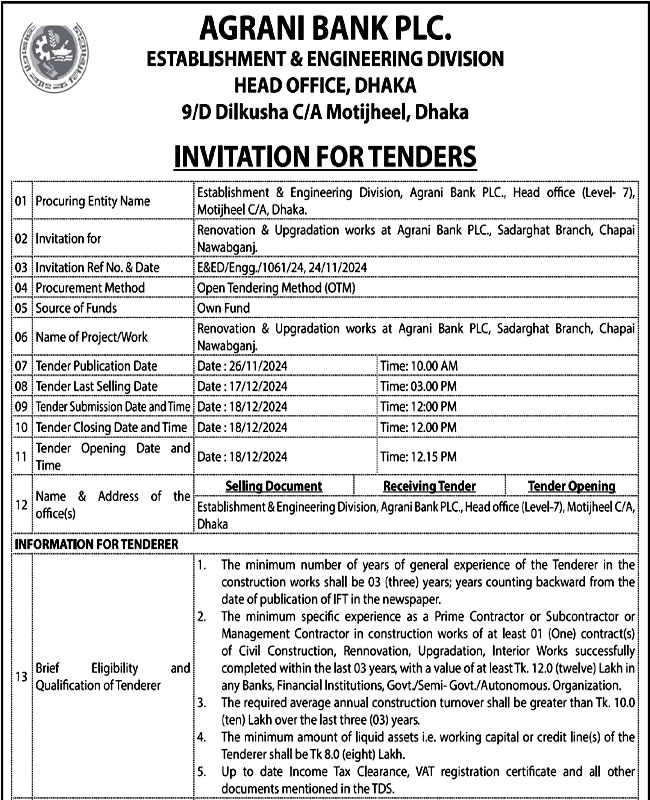 AGRANI BANK PLC.
ESTABLISHMENT & ENGINEERING DIVISION
HEAD OFFICE, DHAKA
9/D Dilkusha C/A Motijheel, Dhaka
INVITATION FOR TENDERS
01 Procuring Entity Name Establishment & Engineering Division, Agrani Bank PLC., Head office (Level- 7),
Motijheel C/A, Dhaka.
02 Invitation for Renovation & Upgradation works at Agrani Bank PLC., Sadarghat Branch, Chapai
Nawabganj.
03 Invitation Ref No. & Date E&ED/Engg./1061/24, 24/11/2024
04 Procurement Method Open Tendering Method (OTM)
05 Source of Funds Own Fund
06 Name of Project/Work Renovation & Upgradation works at Agrani Bank PLC, Sadarghat Branch, Chapai
Nawabganj.
07 Tender Publication Date Date : 26/11/2024 Time: 10.00 AM
08 Tender Last Selling Date Date : 17/12/2024 Time: 03.00 PM
09 Tender Submission Date and Time Date : 18/12/2024 Time: 12:00 PM
10 Tender Closing Date and Time Date : 18/12/2024 Time: 12.00 PM
11 Tender Opening Date and
Time Date : 18/12/2024 Time: 12.15 PM
12 Name & Address of the
office(s)
Selling Document Receiving Tender Tender Opening
Establishment & Engineering Division, Agrani Bank PLC., Head office (Level-7), Motijheel C/A,
Dhaka
INFORMATION FOR TENDERER
13 Brief Eligibility and
Qualification of Tenderer
1. The minimum number of years of general experience of the Tenderer in the
construction works shall be 03 (three) years; years counting backward from the
date of publication of IFT in the newspaper.
2. The minimum specific experience as a Prime Contractor or Subcontractor or
Management Contractor in construction works of at least 01 (One) contract(s)
of Civil Construction, Rennovation, Upgradation, Interior Works successfully
completed within the last 03 years, with a value of at least Tk. 12.0 (twelve) Lakh in
any Banks, Financial Institutions, Govt./Semi- Govt./Autonomous. Organization.
3. The required average annual construction turnover shall be greater than Tk. 10.0
(ten) Lakh over the last three (03) years.
4. The minimum amount of liquid assets i.e. working capital or credit line(s) of the
Tenderer shall be Tk 8.0 (eight) Lakh.
5. Up to date Income Tax Clearance, VAT registration certificate and all other
documents mentioned in the TDS.